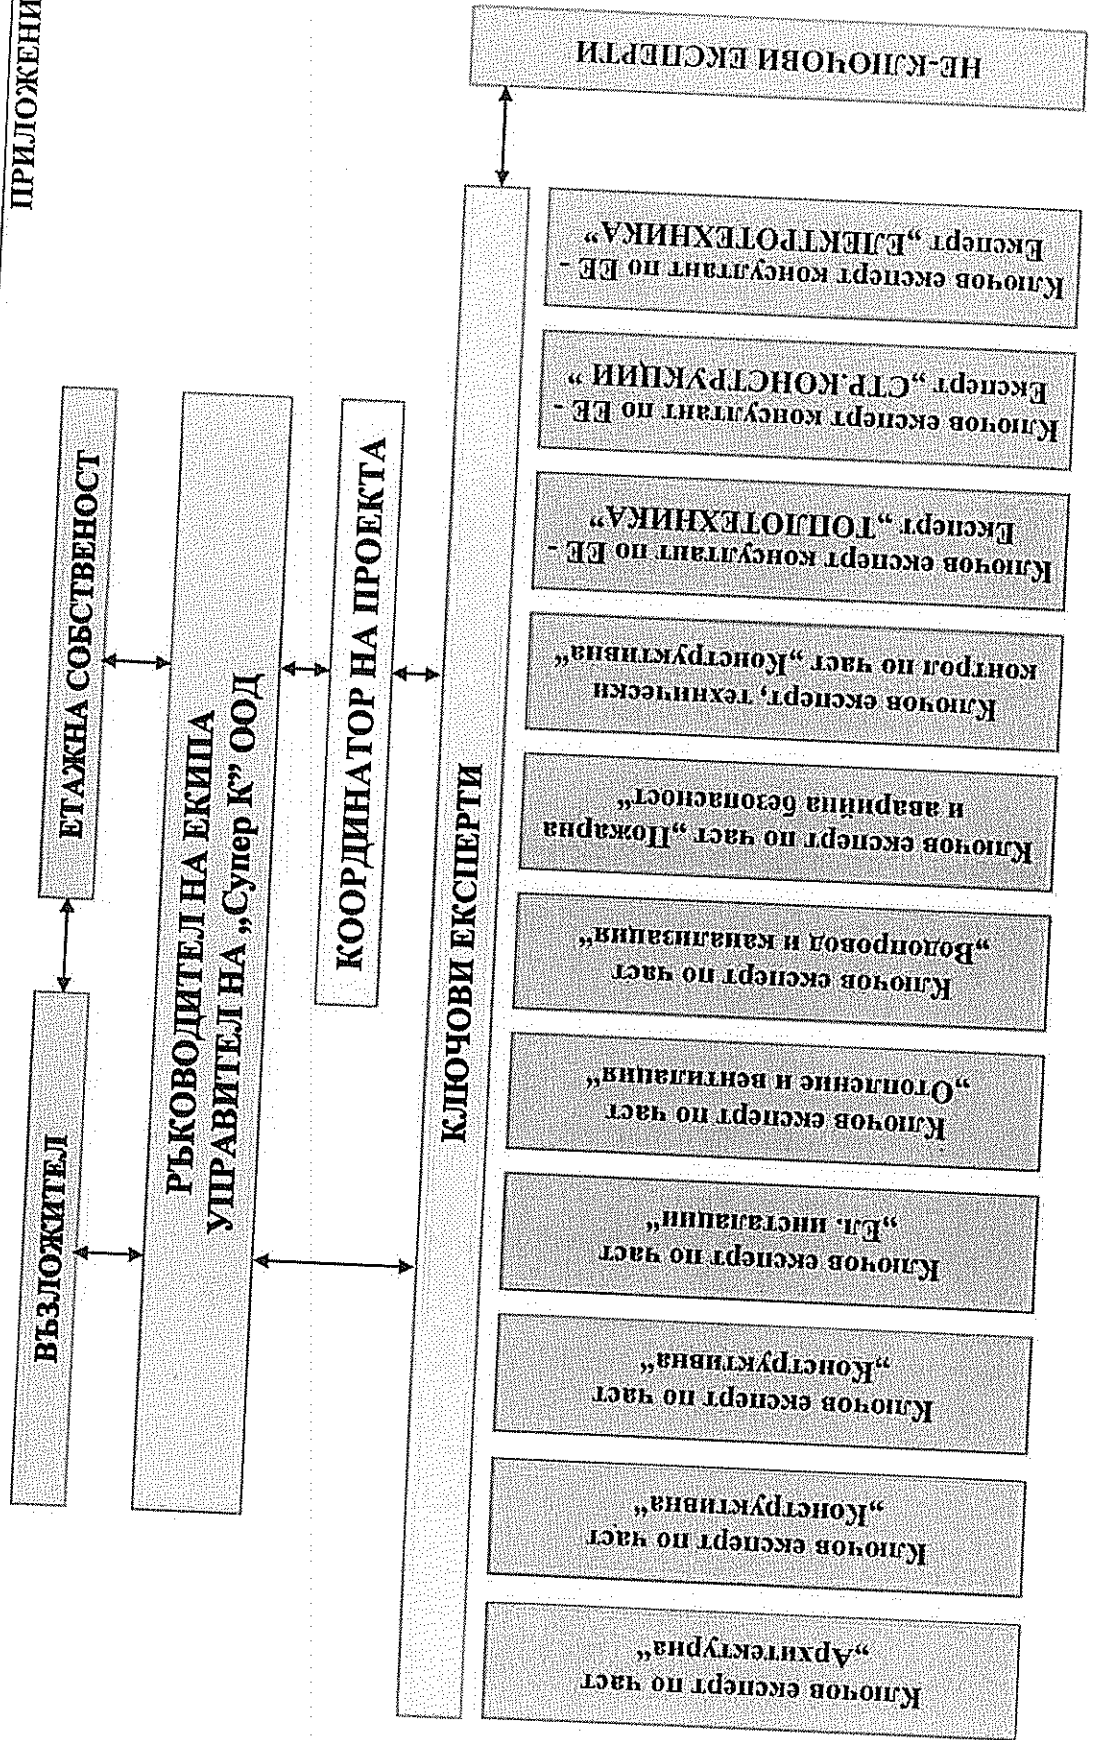 ПРИЛОЖЕНИ
ВЪЗЛОЖИТЕЛ
ЕТАЖНА СОБСТВЕНОСТ
РЪКОВОДИТЕЛ НА ЕКИПА
УПРАВИТЕЛ НА „Супер К” ООД
КООРДИНАТОР НА ПРОЕКТА
КЛЮЧОВИ ЕКСПЕРТИ
Ключов експерт по част
„Архитектурна“
Ключов експерт по част
„Конструктивна“
Ключов експерт по част
„Конструктивна“
Ключов експерт по част
„Ел. инсталации“
Ключов експерт по част
„Отопление и вентилация“
Ключов експерт по част
„Водопровод и канализация“
Ключов експерт по част „Пожарна
и аварийна безопасност“
Ключов експерт, технически
контрол по част „Конструктивна“
Ключов експерт консултант по ЕЕ -
Експерт „ТОПЛОТЕХНИКА”
Ключов експерт консултант по ЕЕ -
Експерт „СТР.КОНСТРУКЦИИ ”
Ключов експерт консултант по ЕЕ -
Експерт „ЕЛЕКТРОТЕХНИКА”
НЕ-КЛЮЧОВИ ЕКСПЕРТИ